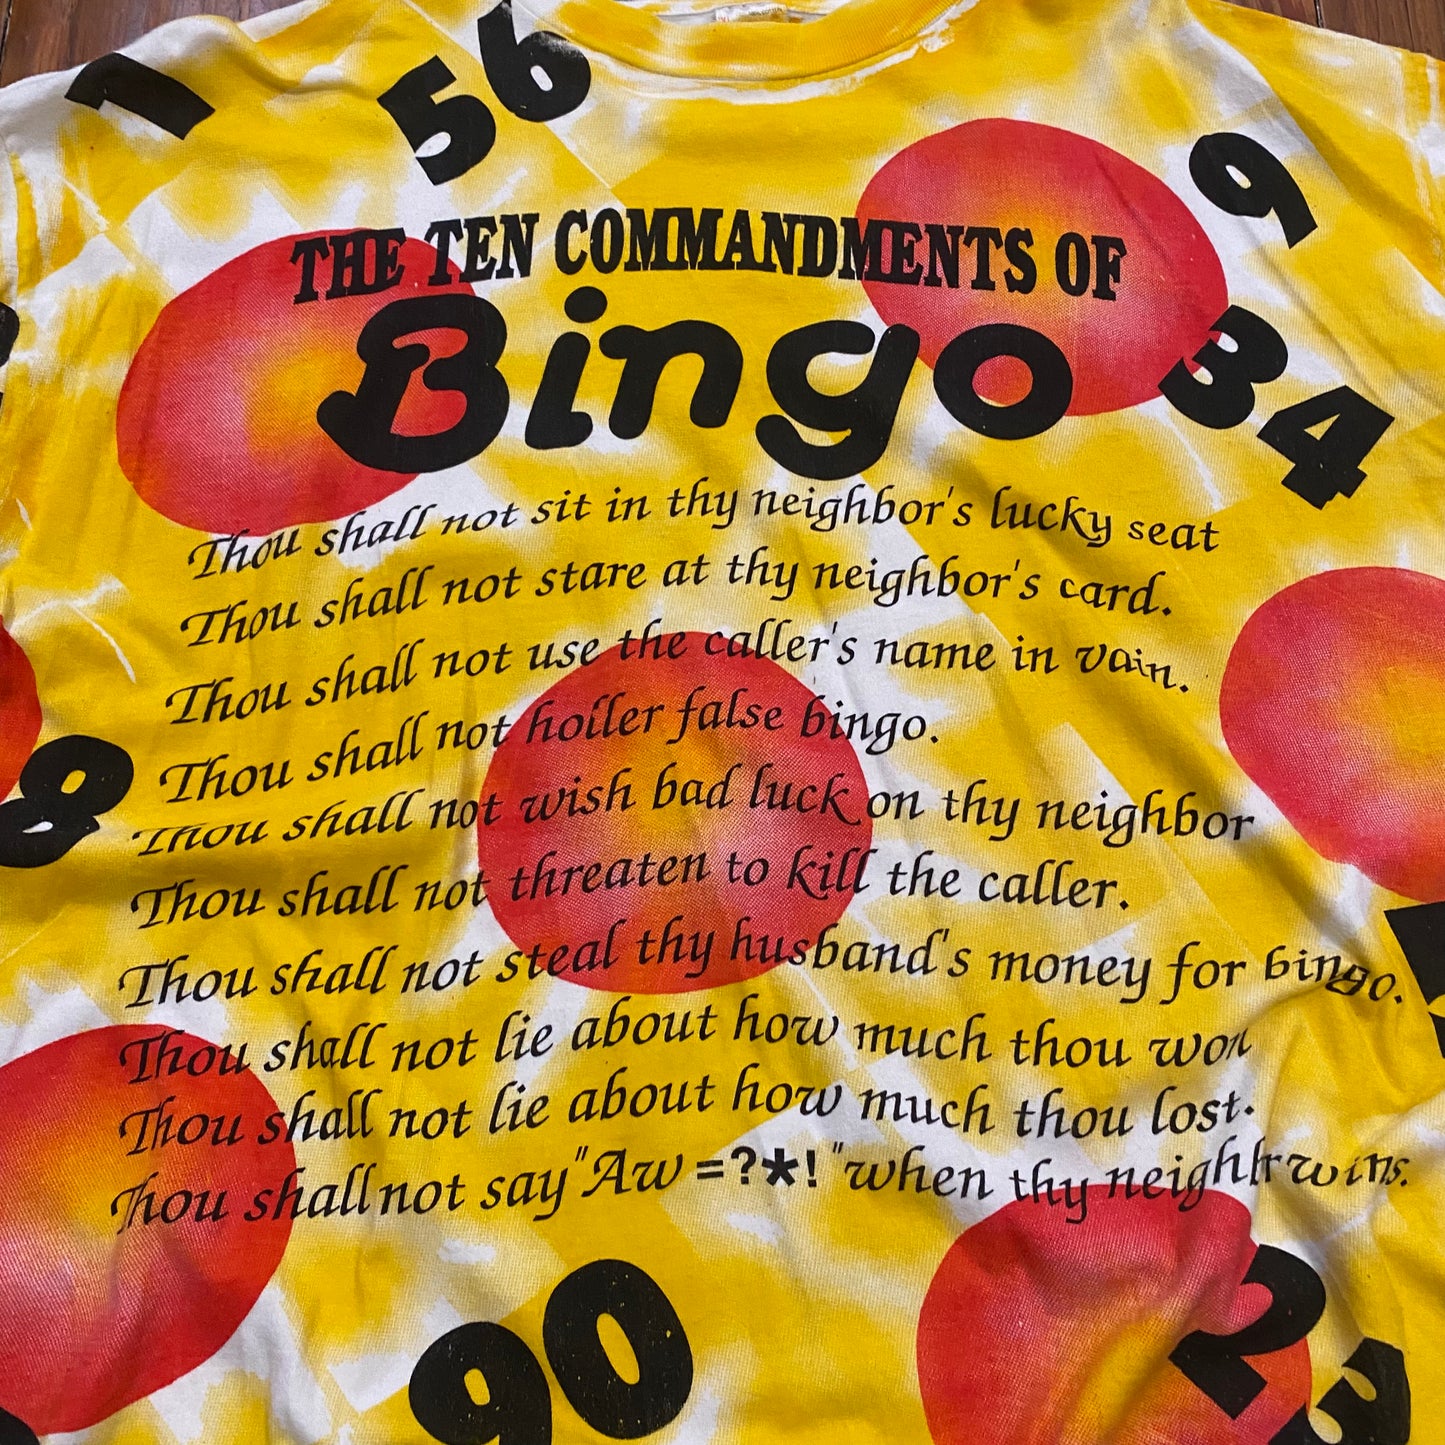 1
56
9
34
THE TEN COMMANDMENTS OF
Bingo
Thou shall not sit in thy neighbor's lucky seat
Thou shall not stare at thy neighbor's card.
Thou shall not use the caller's name in vain.
Thou shall not holler false bingo.
Thou shall not wish bad luck on thy neighbor
Thou shall not threaten to kill the caller.
8
Thou shall not steal thy husband's money for bingo.
Thou shall not lie about how much thou won
Thou shall not lie about how much thou lost.
Thou shall not say "Aw =?*!" when thy neighbor wins.
90
23